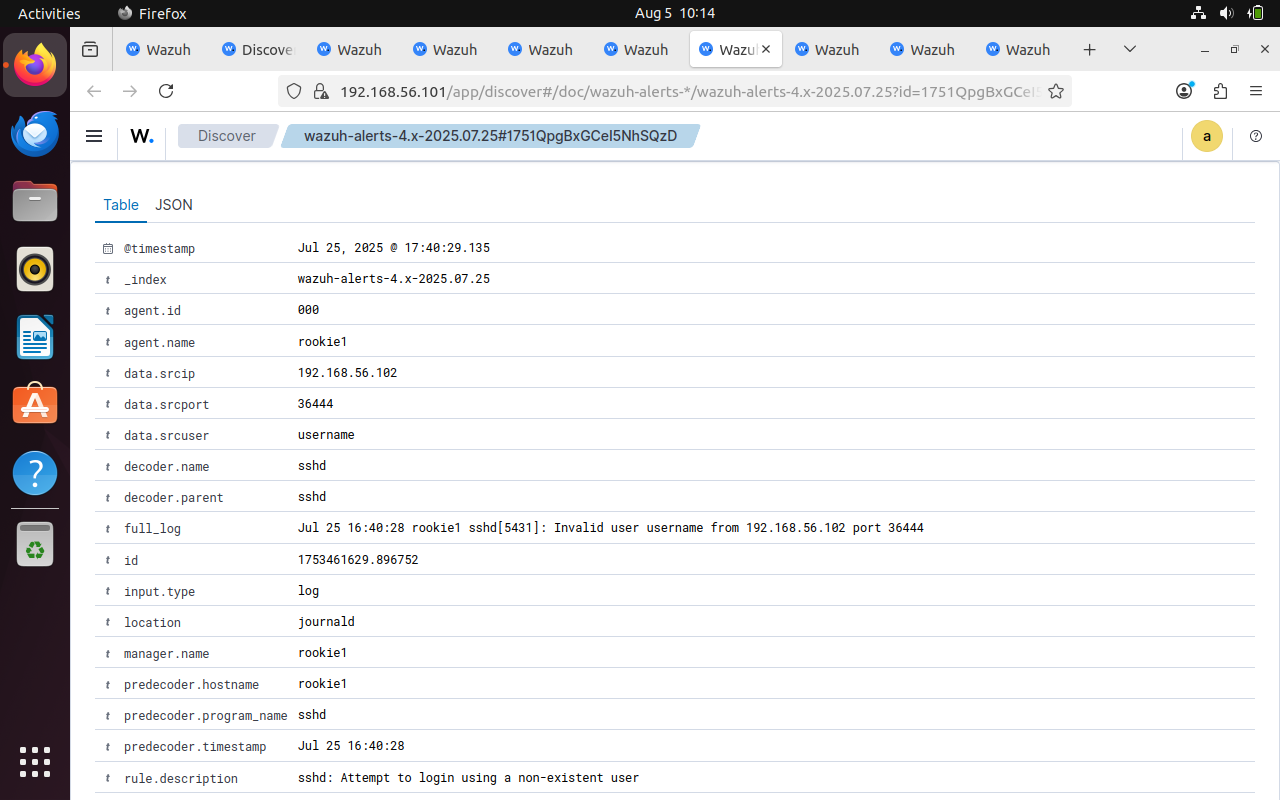 Activities Firefox Aug 5 10:14
Wazuh Discove Wazuh Wazuh Wazuh Wazuh Wazu Wazuh Wazuh Wazuh
192.168.56.101/app/discover#/doc/wazuh-alerts-*/wazuh-alerts-4.x-2025.07.25?id=1751QpgBxGCeI5
W. Discover wazuh-alerts-4.x-2025.07.25#1751QpgBxGCeI5NhSQzD a
Table JSON
@timestamp Jul 25, 2025 @ 17:40:29.135
t _index wazuh-alerts-4.x-2025.07.25
t agent.id 000
t agent.name rookie1
t data.srcip 192.168.56.102
t data.srcport 36444
t data.srcuser username
t decoder.name sshd
t decoder.parent sshd
t full_log Jul 25 16:40:28 rookie1 sshd[5431]: Invalid user username from 192.168.56.102 port 36444
t id 1753461629.896752
t input.type log
t location journald
t manager.name rookie1
t predecoder.hostname rookie1
t predecoder.program_name sshd
t predecoder.timestamp Jul 25 16:40:28
t rule.description sshd: Attempt to login using a non-existent user